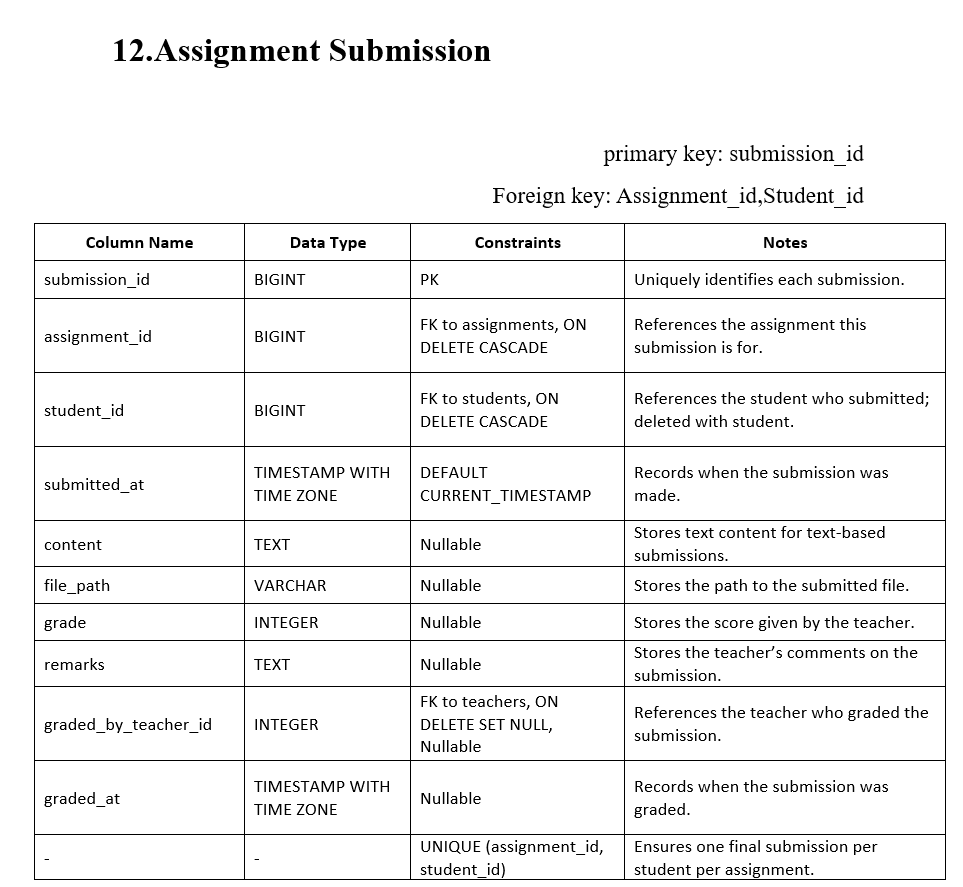 12.Assignment Submission
primary key: submission_id
Foreign key: Assignment_id,Student_id
Column Name Data Type Constraints Notes
submission_id BIGINT PK Uniquely identifies each submission.
assignment_id BIGINT FK to assignments, ON DELETE CASCADE References the assignment this submission is for.
student_id BIGINT FK to students, ON DELETE CASCADE References the student who submitted; deleted with student.
submitted_at TIMESTAMP WITH TIME ZONE DEFAULT CURRENT_TIMESTAMP Records when the submission was made.
content TEXT Nullable Stores text content for text-based submissions.
file_path VARCHAR Nullable Stores the path to the submitted file.
grade INTEGER Nullable Stores the score given by the teacher.
remarks TEXT Nullable Stores the teacher’s comments on the submission.
graded_by_teacher_id INTEGER FK to teachers, ON DELETE SET NULL, Nullable References the teacher who graded the submission.
graded_at TIMESTAMP WITH TIME ZONE Nullable Records when the submission was graded.
- - UNIQUE (assignment_id, student_id) Ensures one final submission per student per assignment.